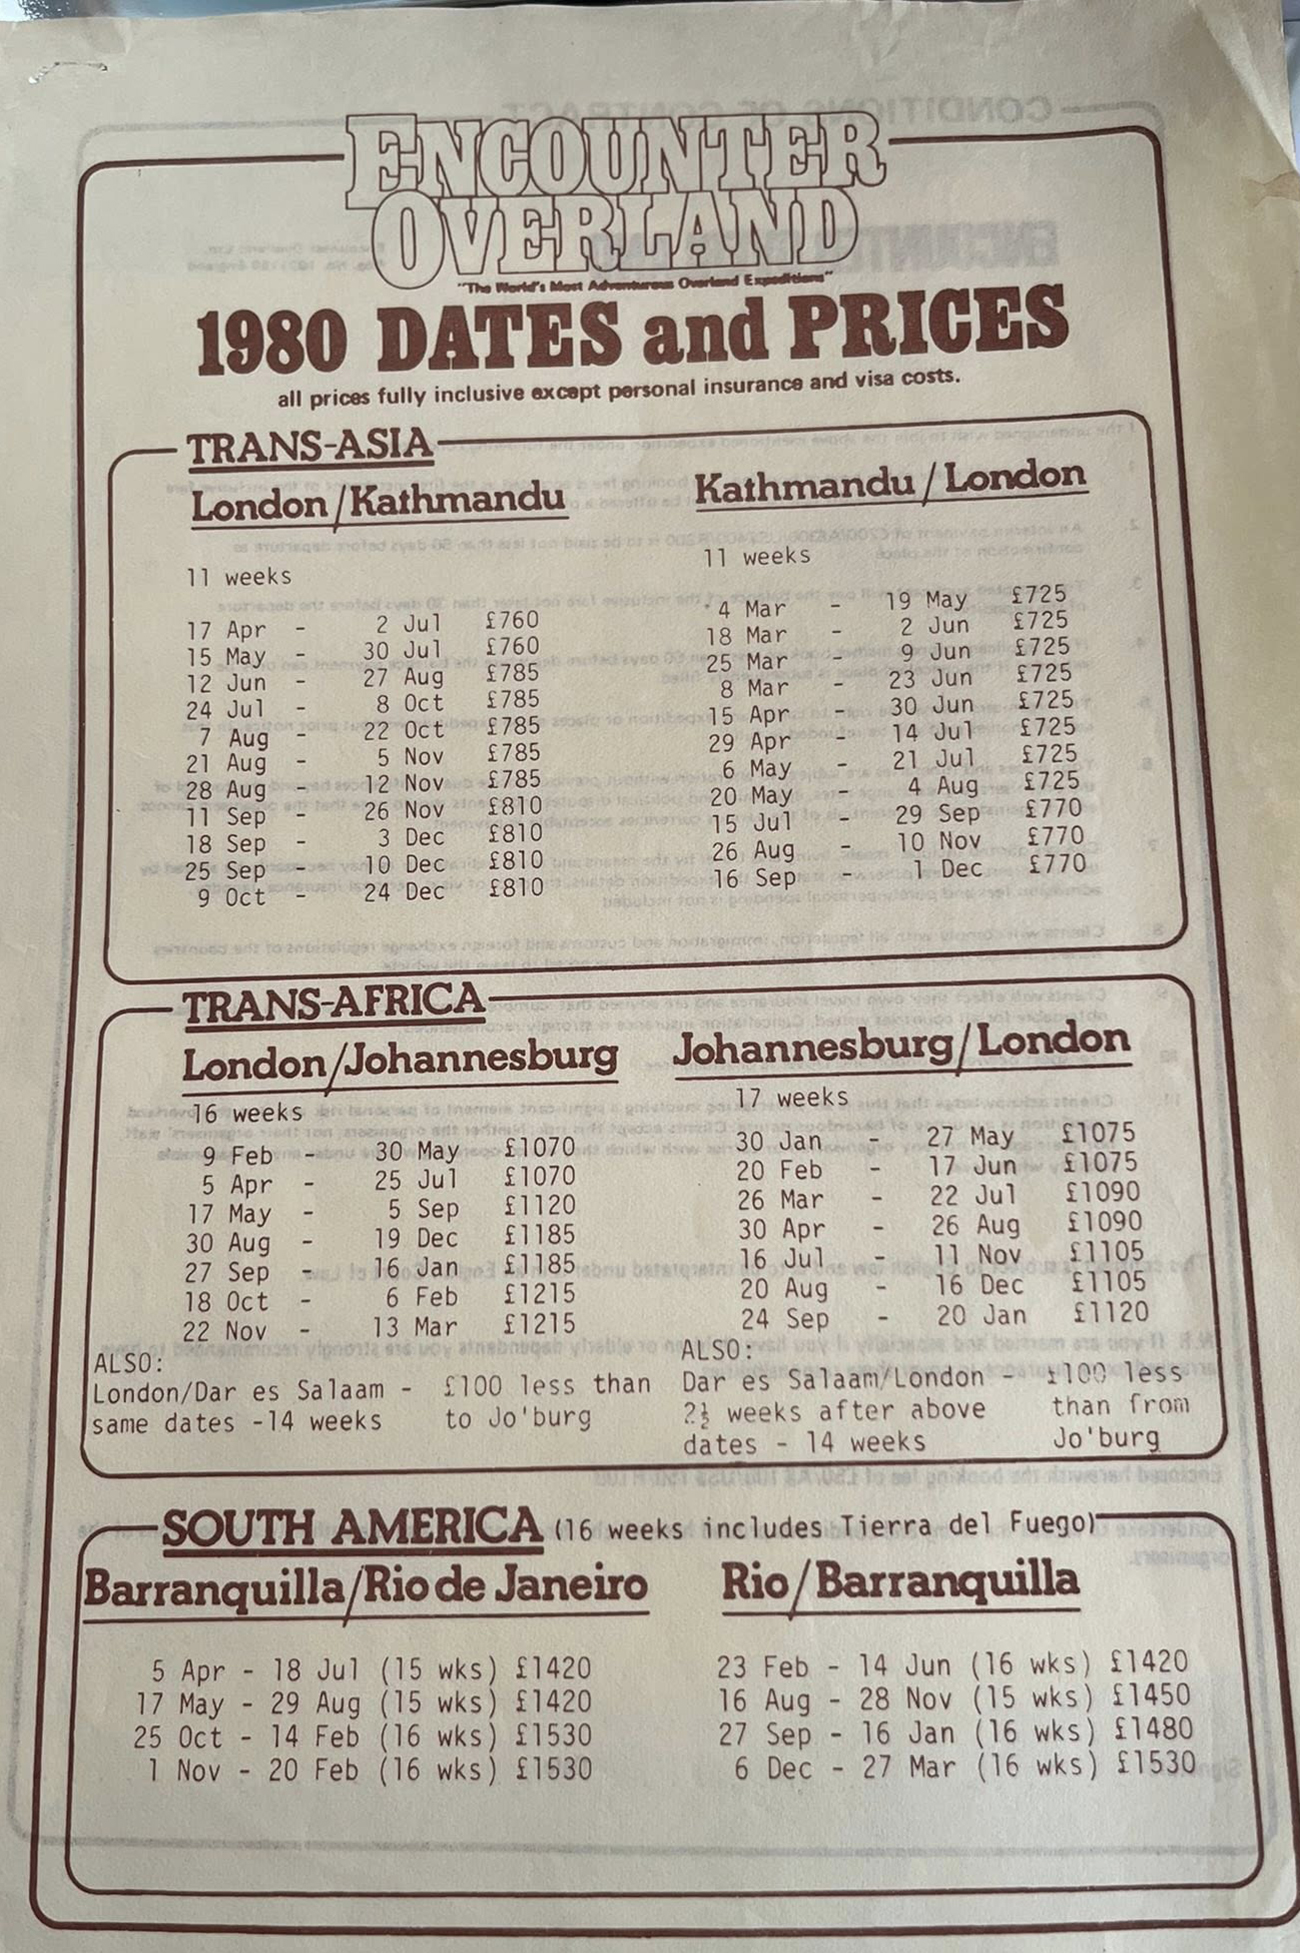 ENCOUNTER
OVERLAND
"The World's Most Adventurous Overland Expeditions"
1980 DATES and PRICES
all prices fully inclusive except personal insurance and visa costs.
TRANS-ASIA
London/Kathmandu
11 weeks
17 Apr - 2 Jul £760
15 May - 30 Jul £760
12 Jun - 27 Aug £785
24 Jul - 8 Oct £785
7 Aug - 22 Oct £785
21 Aug - 5 Nov £785
28 Aug - 12 Nov £785
11 Sep - 26 Nov £810
18 Sep - 3 Dec £810
25 Sep - 10 Dec £810
9 Oct - 24 Dec £810
Kathmandu/London
11 weeks
4 Mar - 19 May £725
18 Mar - 2 Jun £725
25 Mar - 9 Jun £725
8 Mar - 23 Jun £725
15 Apr - 30 Jun £725
29 Apr - 14 Jul £725
6 May - 21 Jul £725
20 May - 4 Aug £725
15 Jul - 29 Sep £770
26 Aug - 10 Nov £770
16 Sep - 1 Dec £770
TRANS-AFRICA
London/Johannesburg
16 weeks
9 Feb - 30 May £1070
5 Apr - 25 Jul £1070
17 May - 5 Sep £1120
30 Aug - 19 Dec £1185
27 Sep - 16 Jan £1185
18 Oct - 6 Feb £1215
22 Nov - 13 Mar £1215
ALSO:
London/Dar es Salaam - £100 less than
same dates -14 weeks to Jo'burg
Johannesburg/London
17 weeks
30 Jan - 27 May £1075
20 Feb - 17 Jun £1075
26 Mar - 22 Jul £1090
30 Apr - 26 Aug £1090
16 Jul - 11 Nov £1105
20 Aug - 16 Dec £1105
24 Sep - 20 Jan £1120
ALSO:
Dar es Salaam/London - £100 less
2½ weeks after above than from
dates - 14 weeks Jo'burg
SOUTH AMERICA (16 weeks includes Tierra del Fuego)
Barranquilla/Rio de Janeiro
5 Apr - 18 Jul (15 wks) £1420
17 May - 29 Aug (15 wks) £1420
25 Oct - 14 Feb (16 wks) £1530
1 Nov - 20 Feb (16 wks) £1530
Rio/Barranquilla
23 Feb - 14 Jun (16 wks) £1420
16 Aug - 28 Nov (15 wks) £1450
27 Sep - 16 Jan (16 wks) £1480
6 Dec - 27 Mar (16 wks) £1530